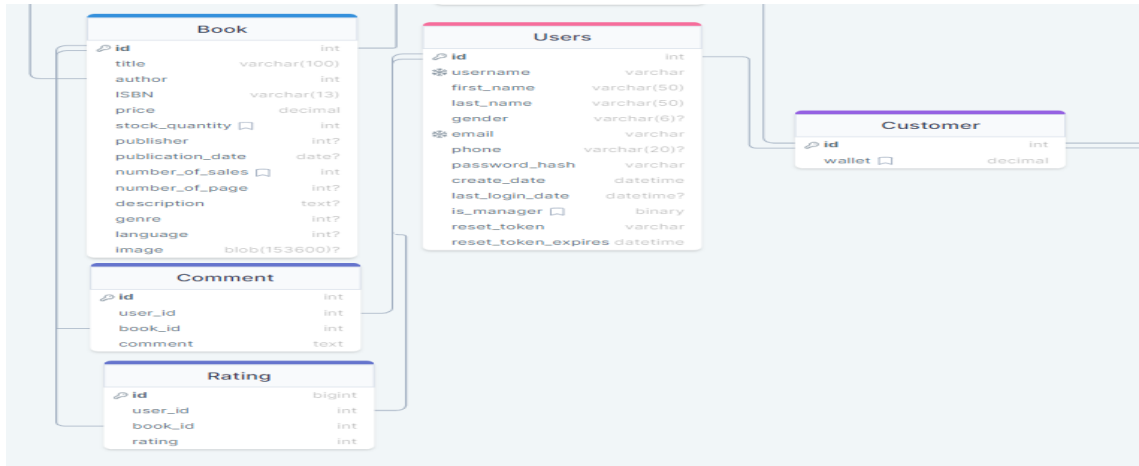 Book
id int
title varchar(100)
author int
ISBN varchar(13)
price decimal
stock_quantity int
publisher int?
publication_date date?
number_of_sales int
number_of_page int?
description text?
genre int?
language int?
image blob(153600)?
Comment
id int
user_id int
book_id int
comment text
Rating
id bigint
user_id int
book_id int
rating int
Users
id int
username varchar
first_name varchar(50)
last_name varchar(50)
gender varchar(6)?
email varchar
phone varchar(20)?
password_hash varchar
create_date datetime
last_login_date datetime?
is_manager binary
reset_token varchar
reset_token_expires datetime
Customer
id int
wallet decimal